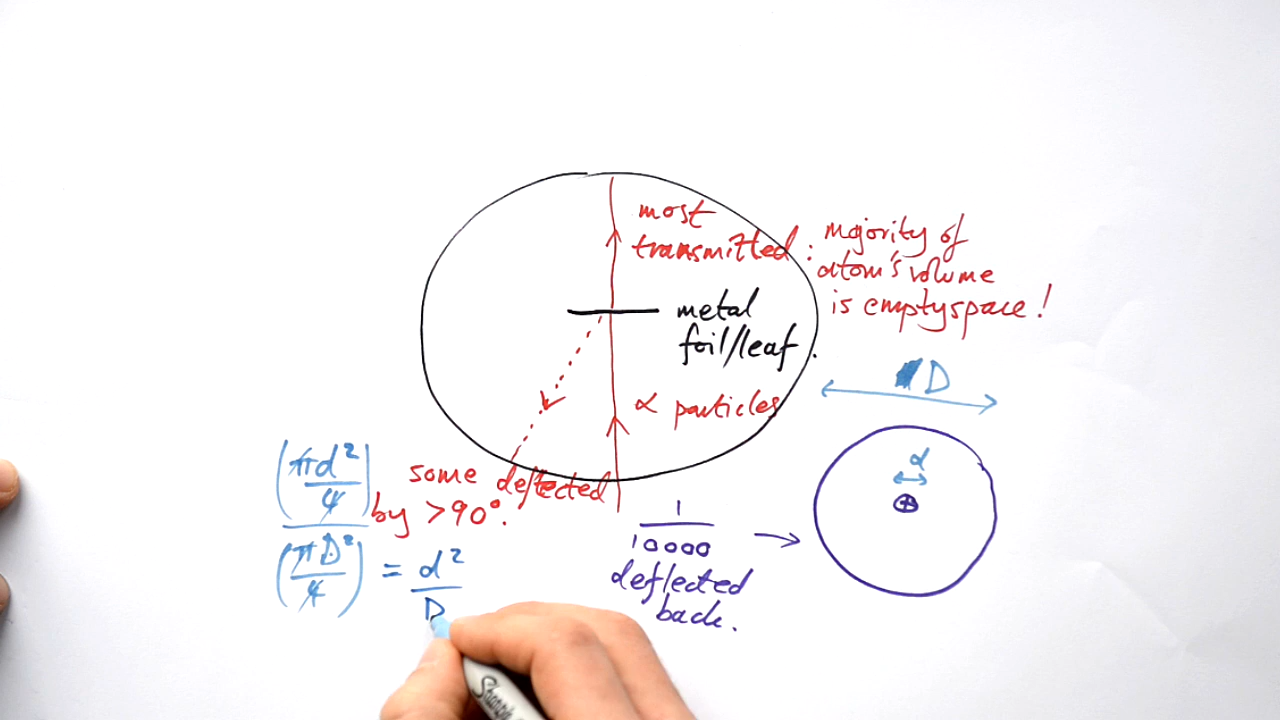 most
transmitted :
majority of
atom's volume
is emptyspace!
metal
foil/leaf.
D
α particles
d
some deflected
by >90°.
(πd²/4)
(πD²/4) = d²/D
1
10000
deflected
back.
Sharpie